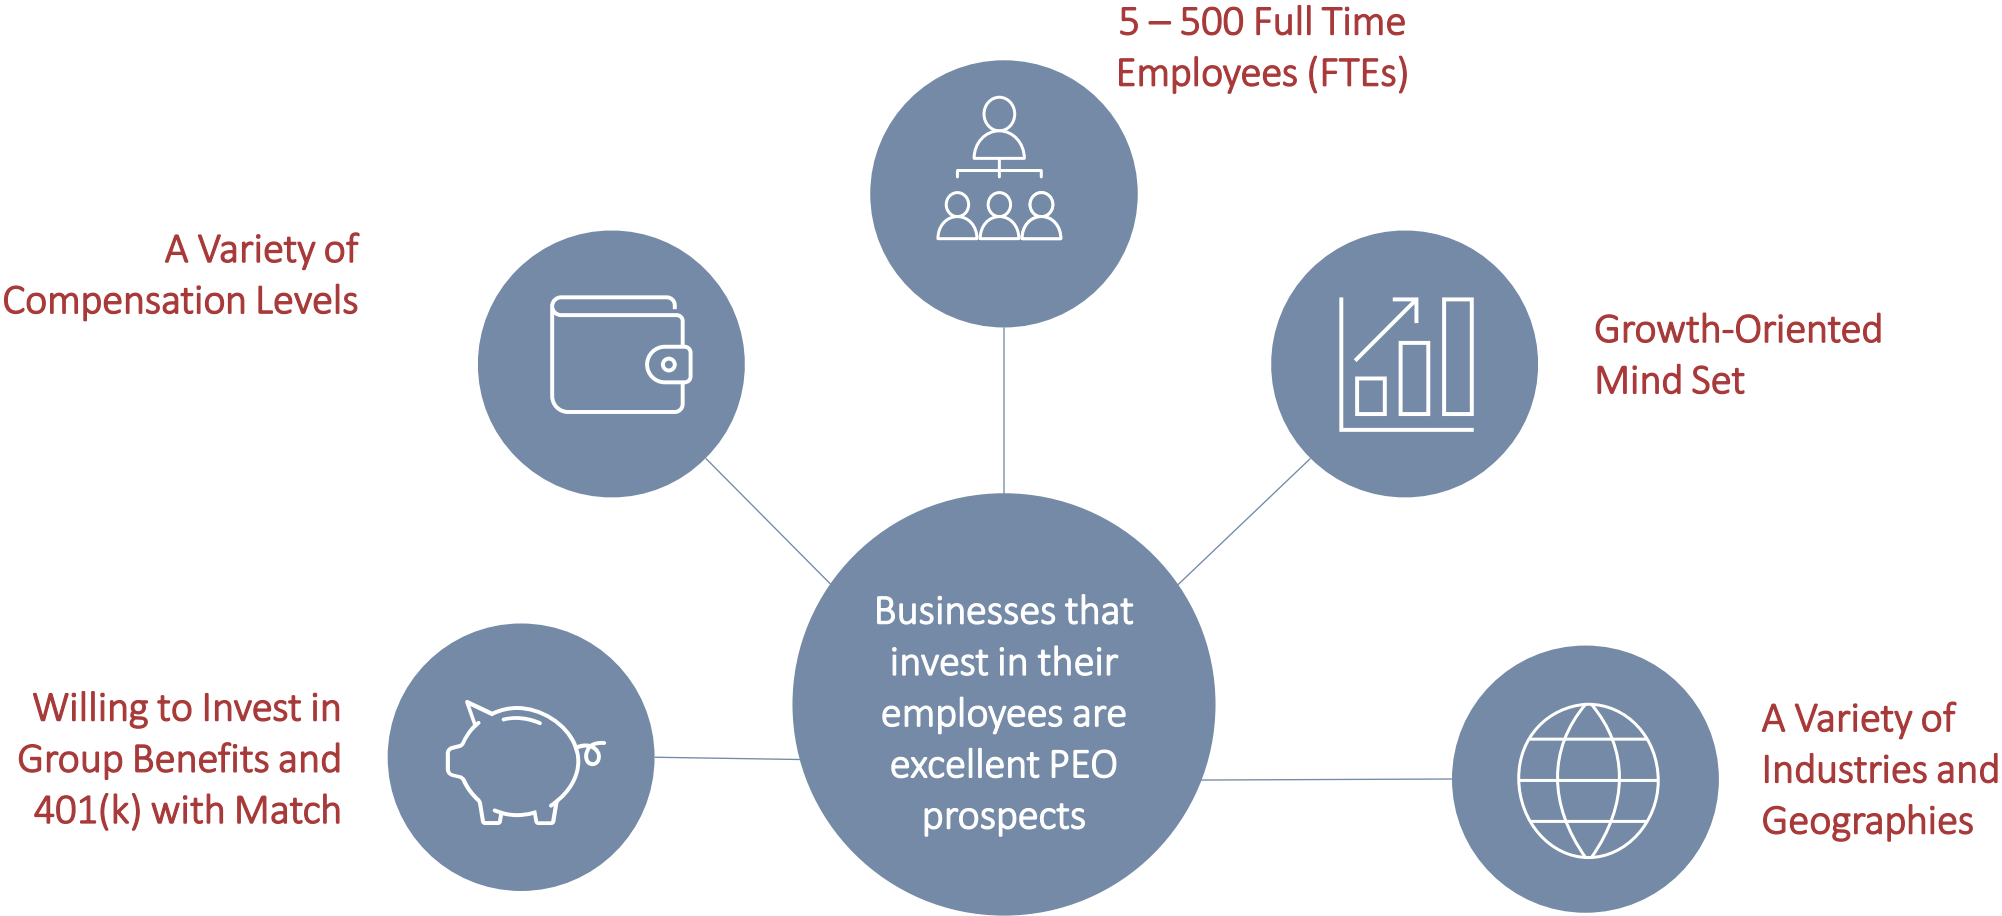 5 – 500 Full Time
Employees (FTEs)
A Variety of
Compensation Levels
Growth-Oriented
Mind Set
Businesses that
invest in their
employees are
excellent PEO
prospects
Willing to Invest in
Group Benefits and
401(k) with Match
A Variety of
Industries and
Geographies